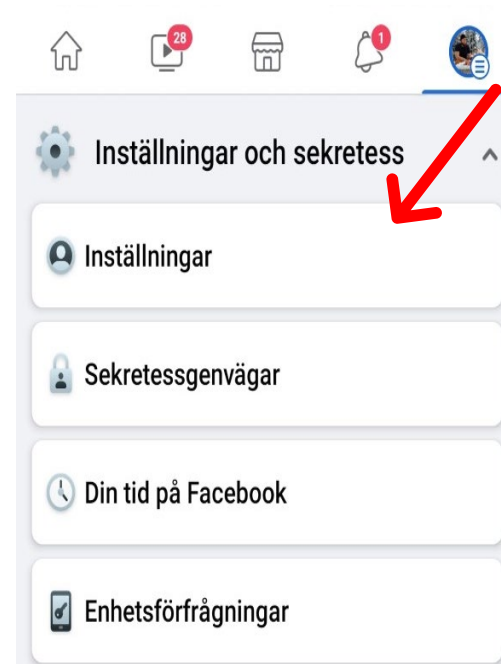 28
1
Inställningar och sekretess
Inställningar
Sekretessgenvägar
Din tid på Facebook
Enhetsförfrågningar